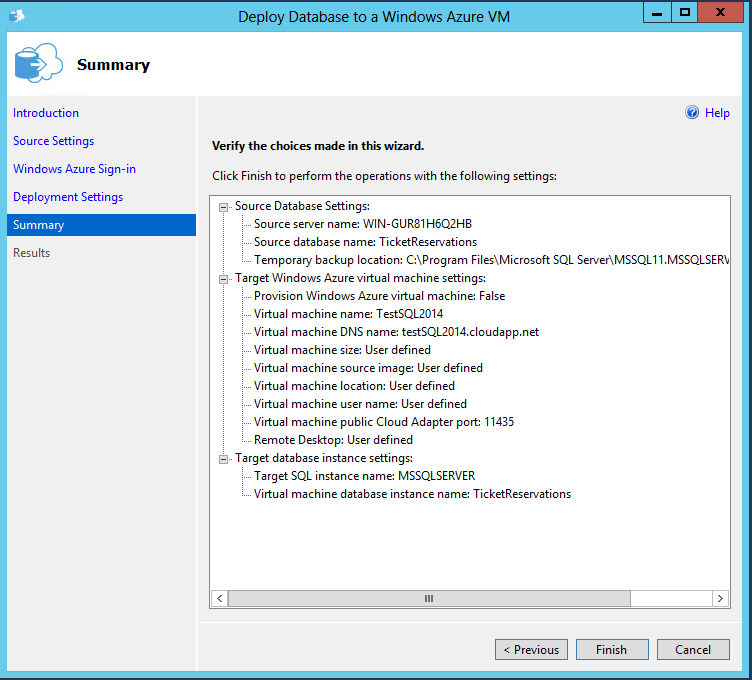 Deploy Database to a Windows Azure VM
Summary
Introduction
Source Settings
Windows Azure Sign-in
Deployment Settings
Summary
Results
Help
Verify the choices made in this wizard.
Click Finish to perform the operations with the following settings:
Source Database Settings:
Source server name: WIN-GUR81H6Q2HB
Source database name: TicketReservations
Temporary backup location: C:\Program Files\Microsoft SQL Server\MSSQL11.MSSQLSERV
Target Windows Azure virtual machine settings:
Provision Windows Azure virtual machine: False
Virtual machine name: TestSQL2014
Virtual machine DNS name: testSQL2014.cloudapp.net
Virtual machine size: User defined
Virtual machine source image: User defined
Virtual machine location: User defined
Virtual machine user name: User defined
Virtual machine public Cloud Adapter port: 11435
Remote Desktop: User defined
Target database instance settings:
Target SQL instance name: MSSQLSERVER
Virtual machine database instance name: TicketReservations
< Previous
Finish
Cancel